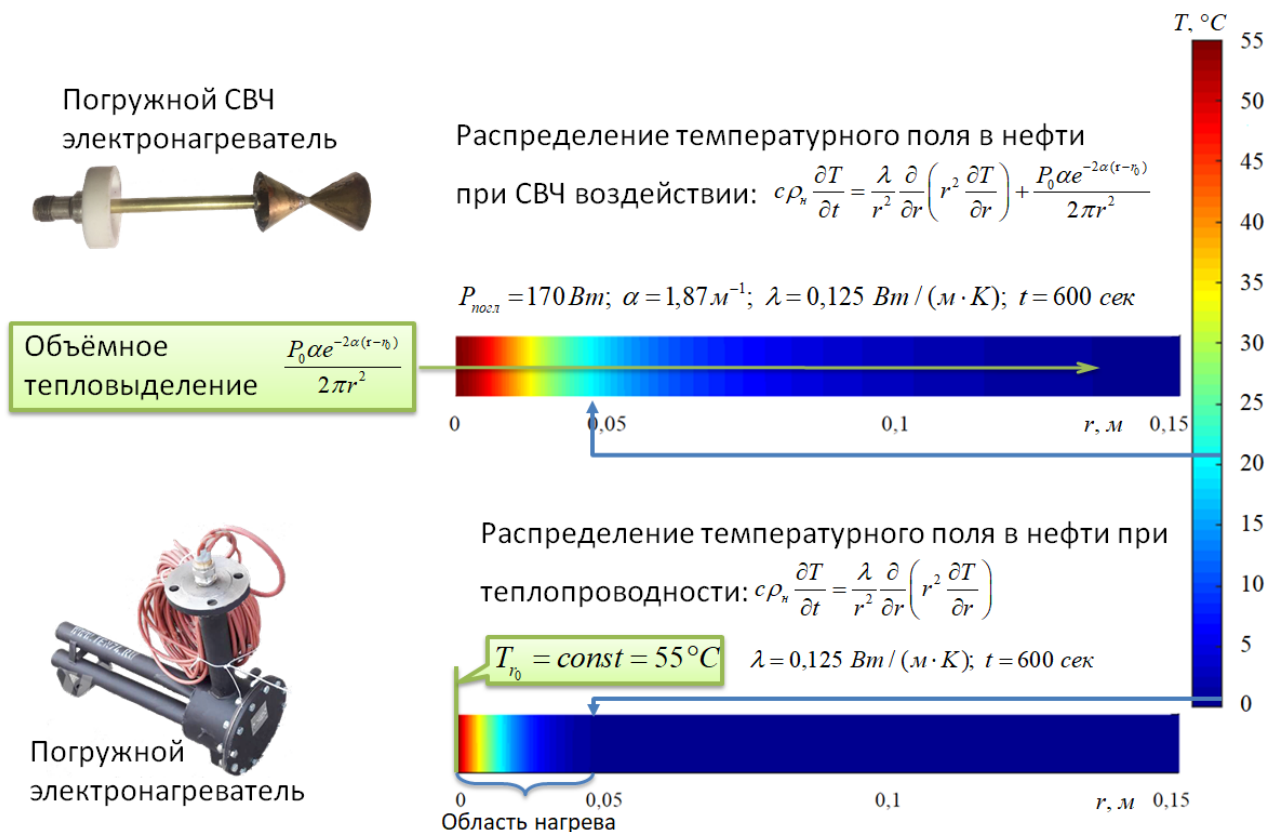 T, °C
Погружной СВЧ
электронагреватель
Распределение температурного поля в нефти
при СВЧ воздействии: cρₙ ∂T/∂t = λ/r² ∂/∂r (r² ∂T/∂r) + P₀αe^(-2α(r-r₀))/2πr²
P_погл = 170 Вт; α = 1,87 м⁻¹; λ = 0,125 Вт / (м · K); t = 600 сек
Объёмное
тепловыделение P₀αe^(-2α(r-r₀))/2πr²
0 0,05 0,1 r, м 0,15
55
50
45
40
35
30
25
20
15
10
5
0
Распределение температурного поля в нефти при
теплопроводности: cρₙ ∂T/∂t = λ/r² ∂/∂r (r² ∂T/∂r)
T_r₀ = const = 55°C
λ = 0,125 Вт / (м · K); t = 600 сек
Погружной
электронагреватель
0 0,05 0,1 r, м 0,15
Область нагрева